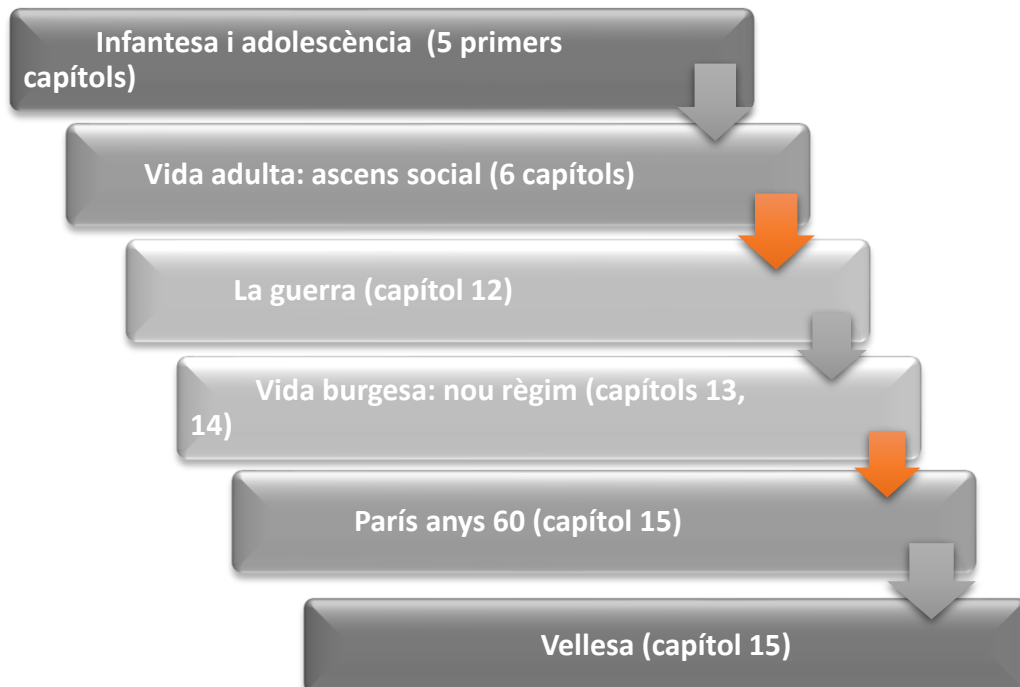 Infantesa i adolescència (5 primers
capítols)
Vida adulta: ascens social (6 capítols)
La guerra (capítol 12)
Vida burgesa: nou règim (capítols 13,
14)
París anys 60 (capítol 15)
Vellesa (capítol 15)